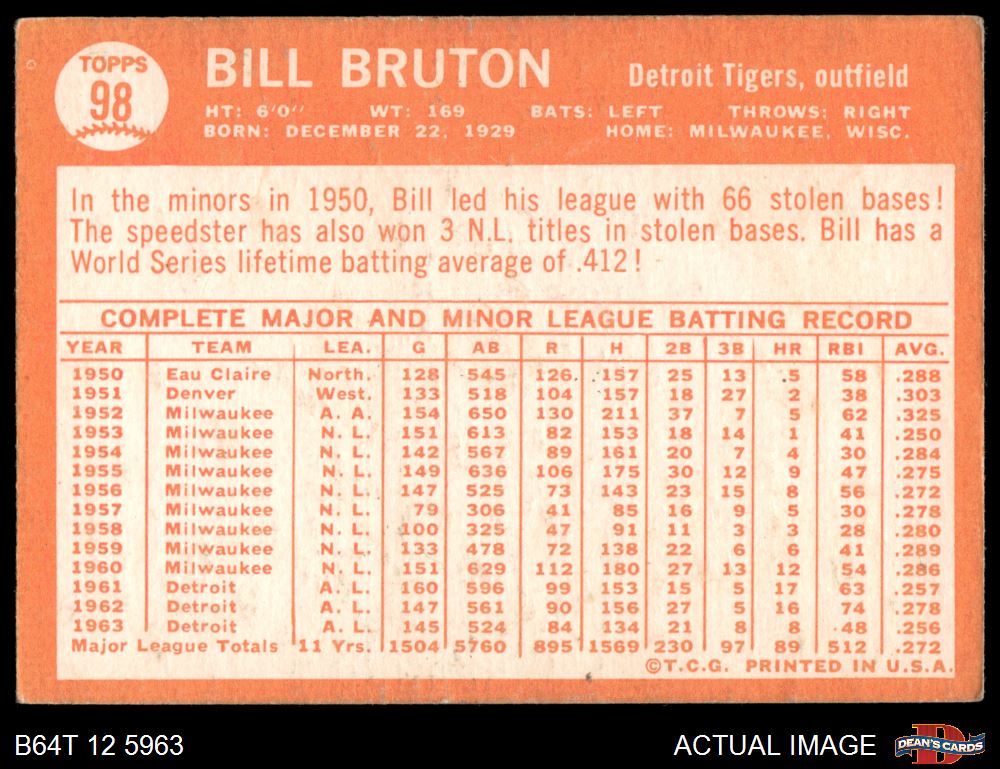 TOPPS
98
BILL BRUTON Detroit Tigers, outfield
HT: 6'0" WT: 169 BATS: LEFT THROWS: RIGHT
BORN: DECEMBER 22, 1929 HOME: MILWAUKEE, WISC.
In the minors in 1950, Bill led his league with 66 stolen bases!
The speedster has also won 3 N.L. titles in stolen bases. Bill has a
World Series lifetime batting average of .412!
COMPLETE MAJOR AND MINOR LEAGUE BATTING RECORD
YEAR TEAM LEA. G AB R H 2B 3B HR RBI AVG.
1950 Eau Claire North. 128 545 126 157 25 13 5 58 .288
1951 Denver West. 133 518 104 157 18 27 2 38 .303
1952 Milwaukee A. A. 154 650 130 211 37 7 5 62 .325
1953 Milwaukee N. L. 151 613 82 153 18 14 1 41 .250
1954 Milwaukee N. L. 142 567 89 161 20 7 4 30 .284
1955 Milwaukee N. L. 149 636 106 175 30 12 9 47 .275
1956 Milwaukee N. L. 147 525 73 143 23 15 8 56 .272
1957 Milwaukee N. L. 79 306 41 85 16 9 5 30 .278
1958 Milwaukee N. L. 100 325 47 91 11 3 3 28 .280
1959 Milwaukee N. L. 133 478 72 138 22 6 6 41 .289
1960 Milwaukee N. L. 151 629 112 180 27 13 12 54 .286
1961 Detroit A. L. 160 596 99 153 15 5 17 63 .257
1962 Detroit A. L. 147 561 90 156 27 5 16 74 .278
1963 Detroit A. L. 145 524 84 134 21 8 8 48 .256
Major League Totals 11 Yrs. 1504 5760 895 1569 230 97 89 512 .272
©T.C.G. PRINTED IN U.S.A.
B64T 12 5963 ACTUAL IMAGE D DEAN'S CARDS